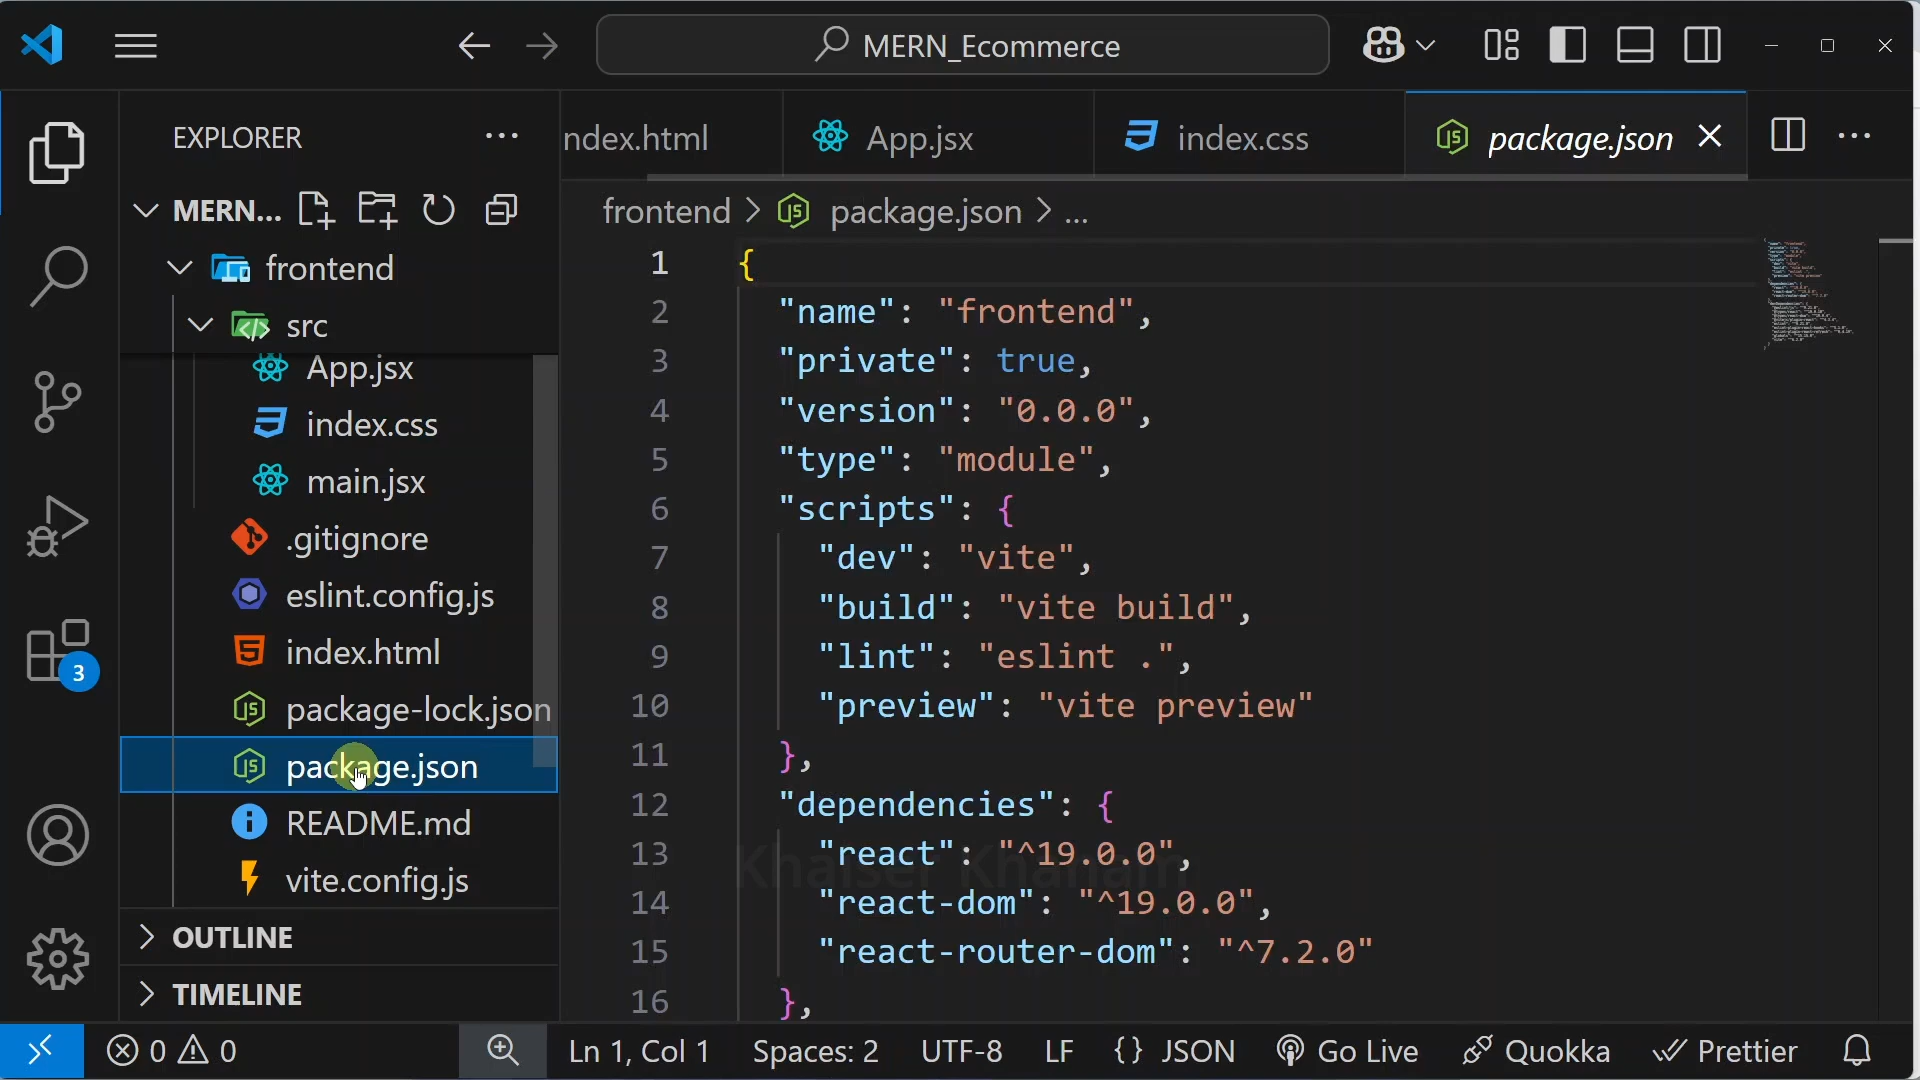 MERN_Ecommerce
EXPLORER
ndex.html
App.jsx
index.css
package.json
MERN...
frontend > package.json > ...
frontend
src
App.jsx
index.css
main.jsx
.gitignore
eslint.config.js
index.html
package-lock.json
package.json
README.md
vite.config.js
OUTLINE
TIMELINE
3
1 {
2 "name": "frontend",
3 "private": true,
4 "version": "0.0.0",
5 "type": "module",
6 "scripts": {
7 "dev": "vite",
8 "build": "vite build",
9 "lint": "eslint .",
10 "preview": "vite preview"
11 },
12 "dependencies": {
13 "react": "^19.0.0",
14 "react-dom": "^19.0.0",
15 "react-router-dom": "^7.2.0"
16 },
Khaiser Khanam
0 0
Ln 1, Col 1
Spaces: 2
UTF-8
LF
{} JSON
Go Live
Quokka
Prettier